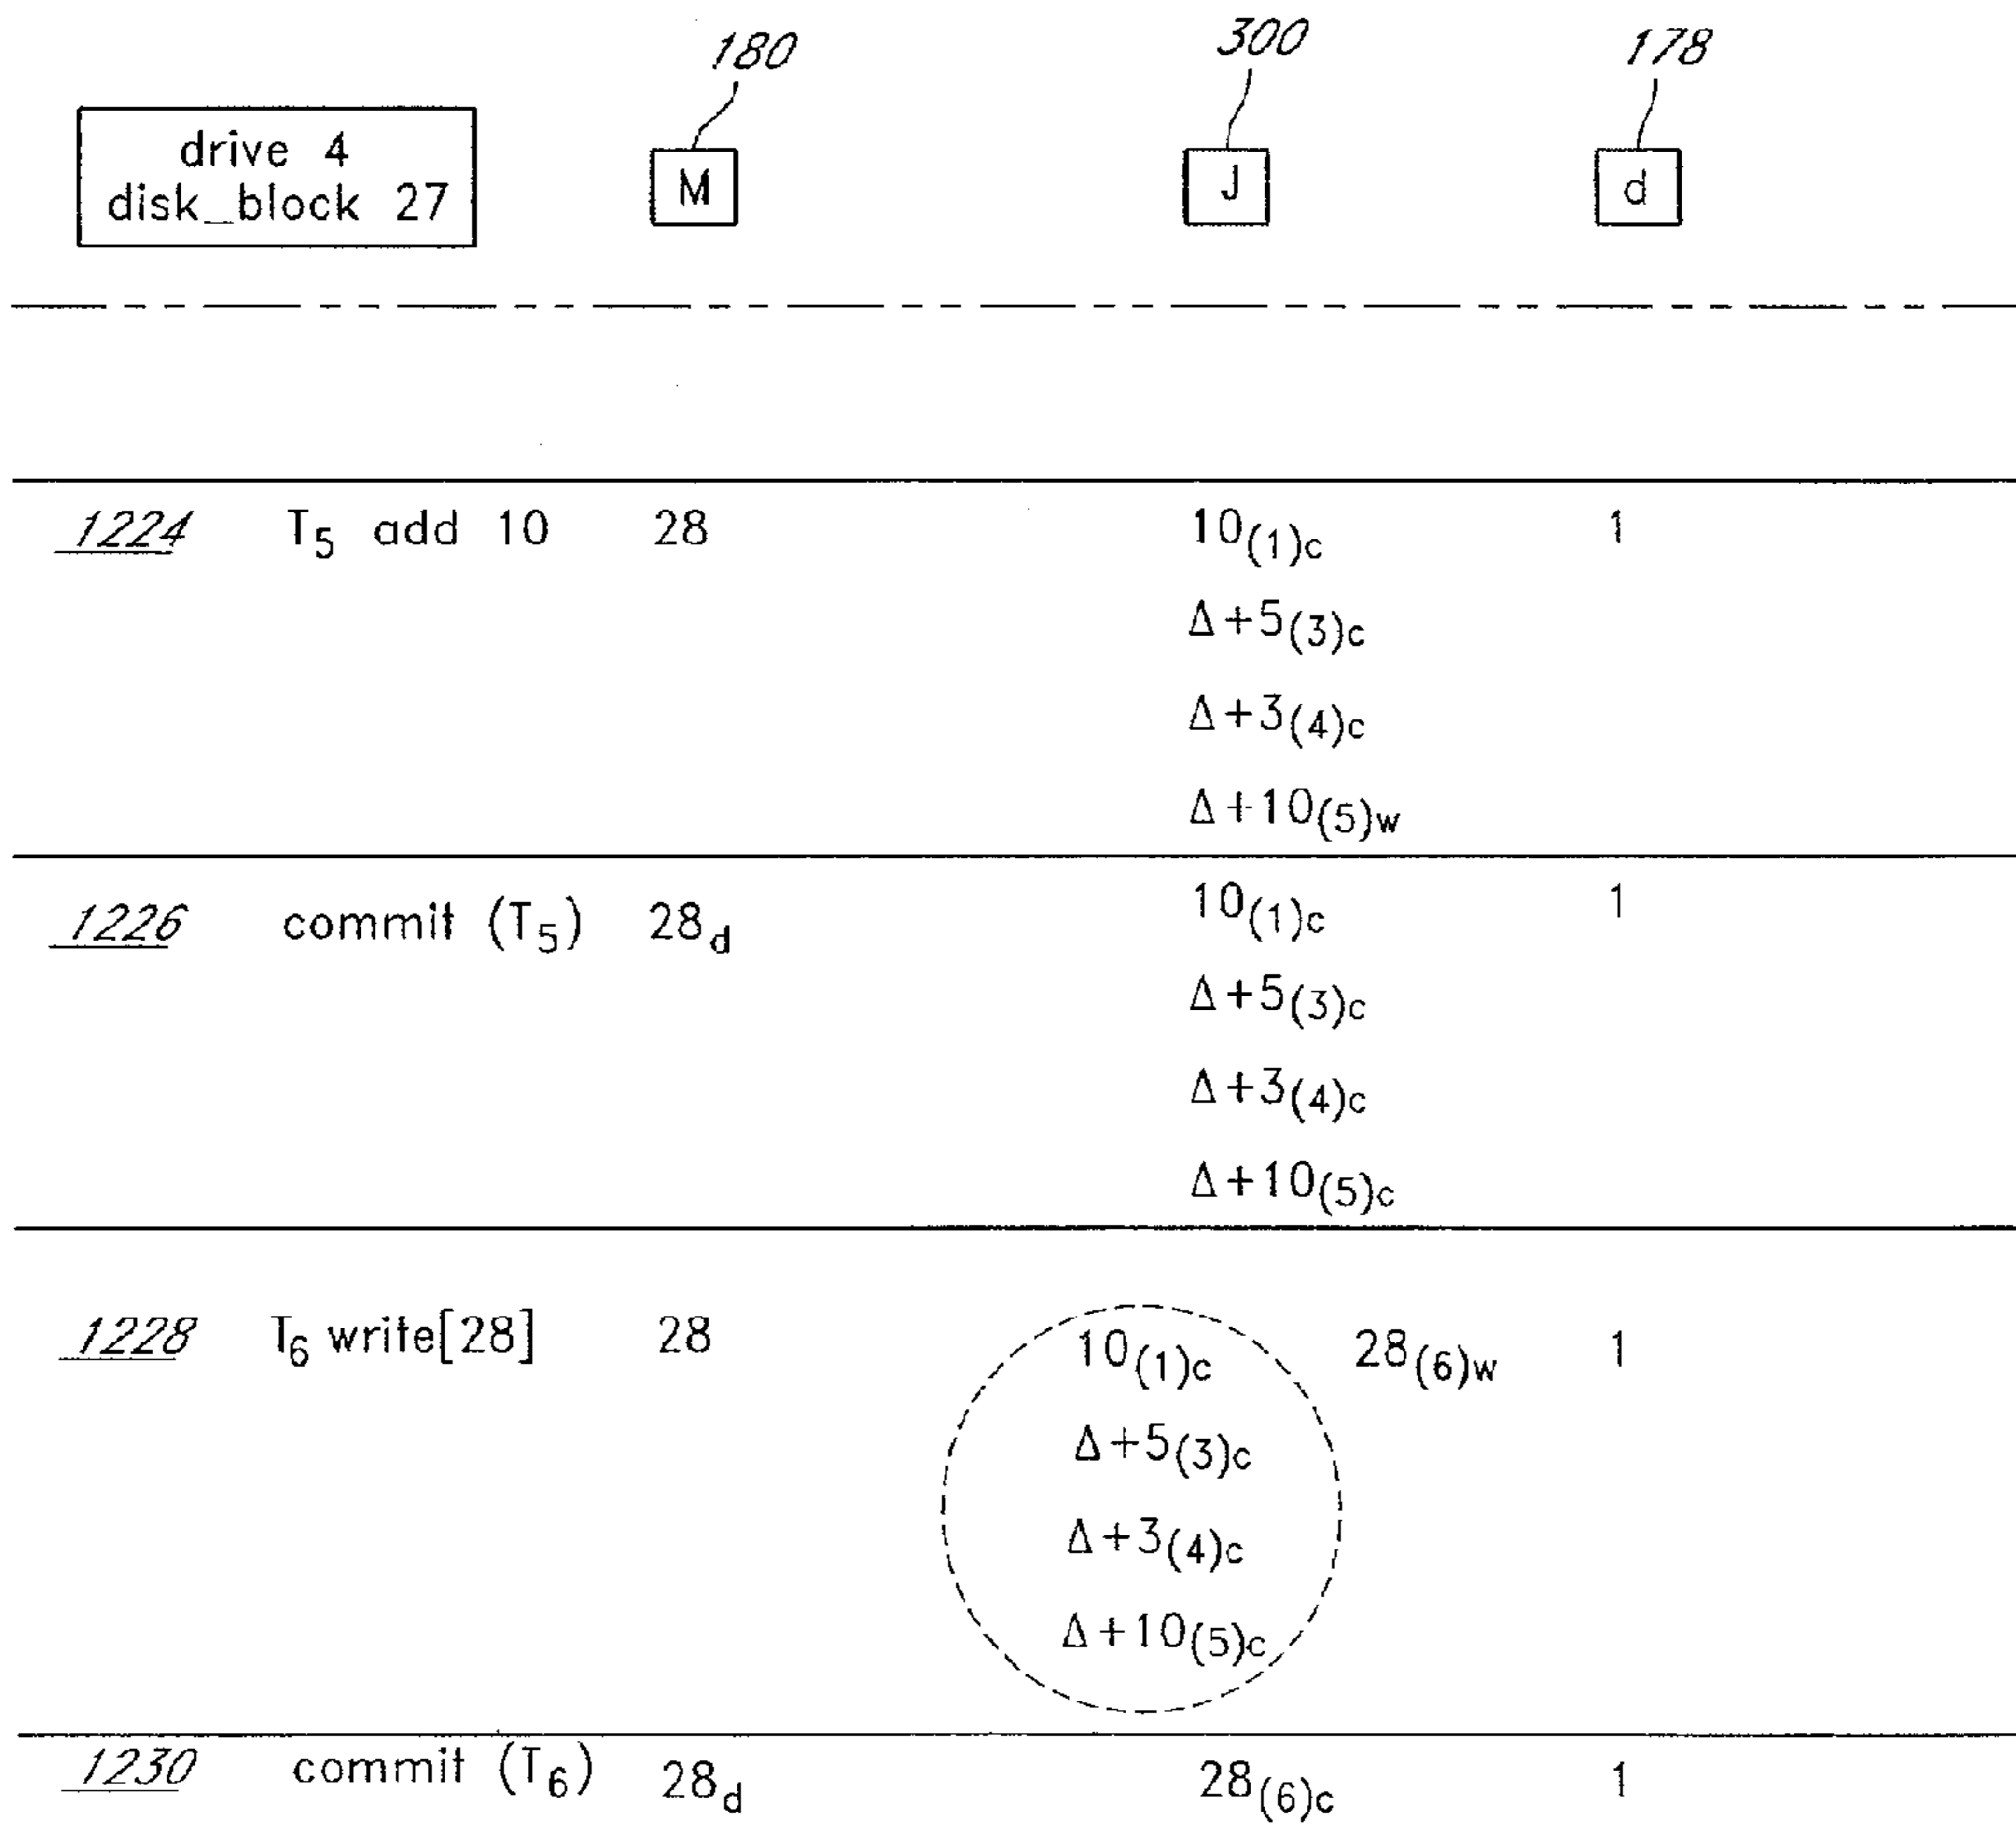 180 300 178
drive 4
disk_block 27
M J d
1224 T5 add 10 28 10(1)c 1
Δ+5(3)c
Δ+3(4)c
Δ+10(5)w
1226 commit (T5) 28d 10(1)c 1
Δ+5(3)c
Δ+3(4)c
Δ+10(5)c
1228 T6 write[28] 28 10(1)c 28(6)w 1
Δ+5(3)c
Δ+3(4)c
Δ+10(5)c
1230 commit (T6) 28d 28(6)c 1